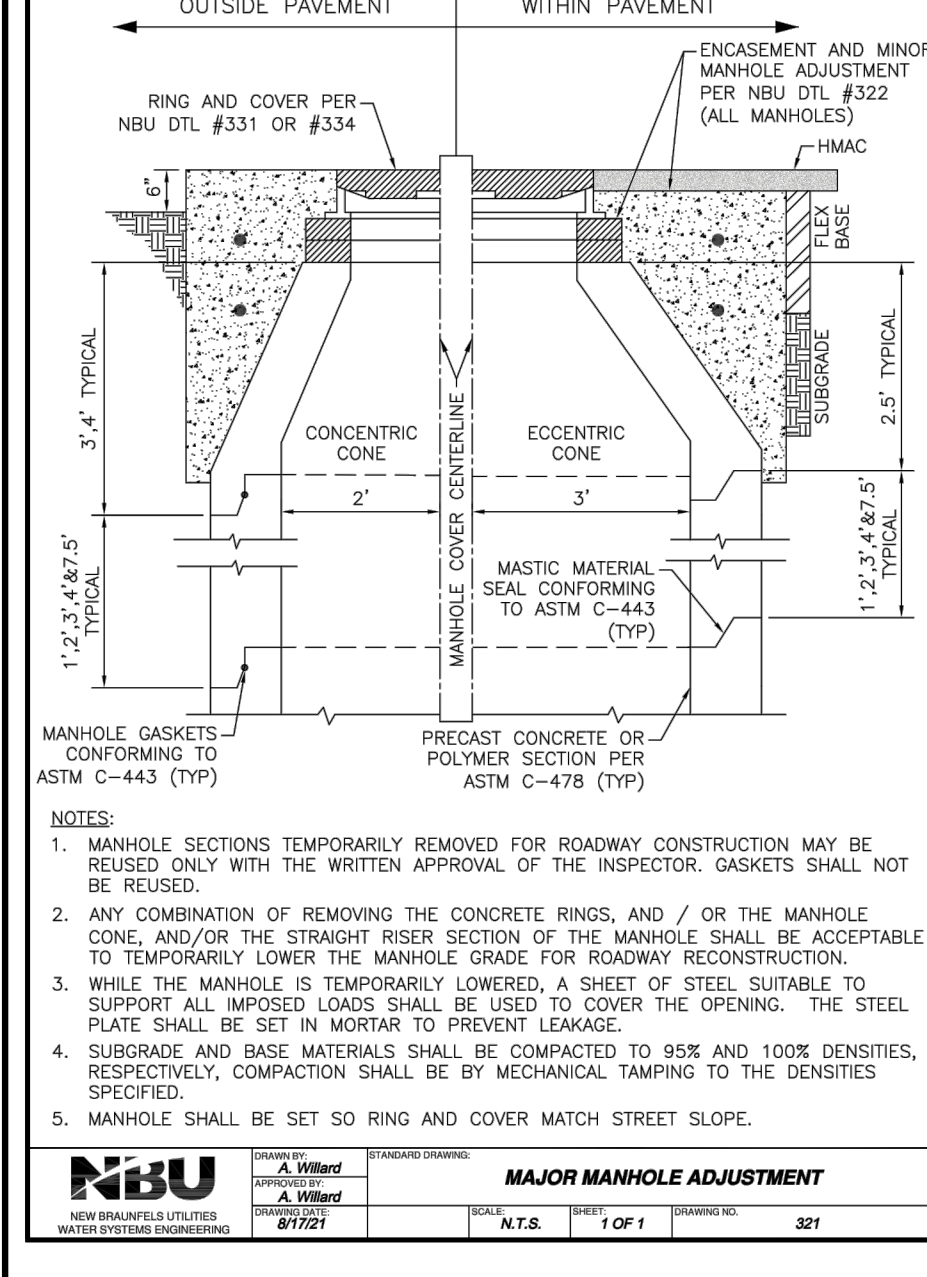 OUTSIDE PAVEMENT
WITHIN PAVEMENT
ENCASEMENT AND MINOR
MANHOLE ADJUSTMENT
PER NBU DTL #322
(ALL MANHOLES)
RING AND COVER PER
NBU DTL #331 OR #334
HMAC
6"
FLEX
BASE
SUBGRADE
3',4' TYPICAL
2.5' TYPICAL
CONCENTRIC
CONE
ECCENTRIC
CONE
MANHOLE COVER CENTERLINE
2'
3'
1',2',3',4'&7.5'
TYPICAL
1',2',3',4'&7.5'
TYPICAL
MASTIC MATERIAL
SEAL CONFORMING
TO ASTM C-443
(TYP)
MANHOLE GASKETS
CONFORMING TO
ASTM C-443 (TYP)
PRECAST CONCRETE OR
POLYMER SECTION PER
ASTM C-478 (TYP)
NOTES:
1. MANHOLE SECTIONS TEMPORARILY REMOVED FOR ROADWAY CONSTRUCTION MAY BE
REUSED ONLY WITH THE WRITTEN APPROVAL OF THE INSPECTOR. GASKETS SHALL NOT
BE REUSED.
2. ANY COMBINATION OF REMOVING THE CONCRETE RINGS, AND / OR THE MANHOLE
CONE, AND/OR THE STRAIGHT RISER SECTION OF THE MANHOLE SHALL BE ACCEPTABLE
TO TEMPORARILY LOWER THE MANHOLE GRADE FOR ROADWAY RECONSTRUCTION.
3. WHILE THE MANHOLE IS TEMPORARILY LOWERED, A SHEET OF STEEL SUITABLE TO
SUPPORT ALL IMPOSED LOADS SHALL BE USED TO COVER THE OPENING. THE STEEL
PLATE SHALL BE SET IN MORTAR TO PREVENT LEAKAGE.
4. SUBGRADE AND BASE MATERIALS SHALL BE COMPACTED TO 95% AND 100% DENSITIES,
RESPECTIVELY, COMPACTION SHALL BE BY MECHANICAL TAMPING TO THE DENSITIES
SPECIFIED.
5. MANHOLE SHALL BE SET SO RING AND COVER MATCH STREET SLOPE.
NBU
NEW BRAUNFELS UTILITIES
WATER SYSTEMS ENGINEERING
DRAWN BY:
A. Willard
APPROVED BY:
A. Willard
DRAWING DATE:
8/17/21
STANDARD DRAWING:
MAJOR MANHOLE ADJUSTMENT
SCALE:
N.T.S.
SHEET:
1 OF 1
DRAWING NO.
321